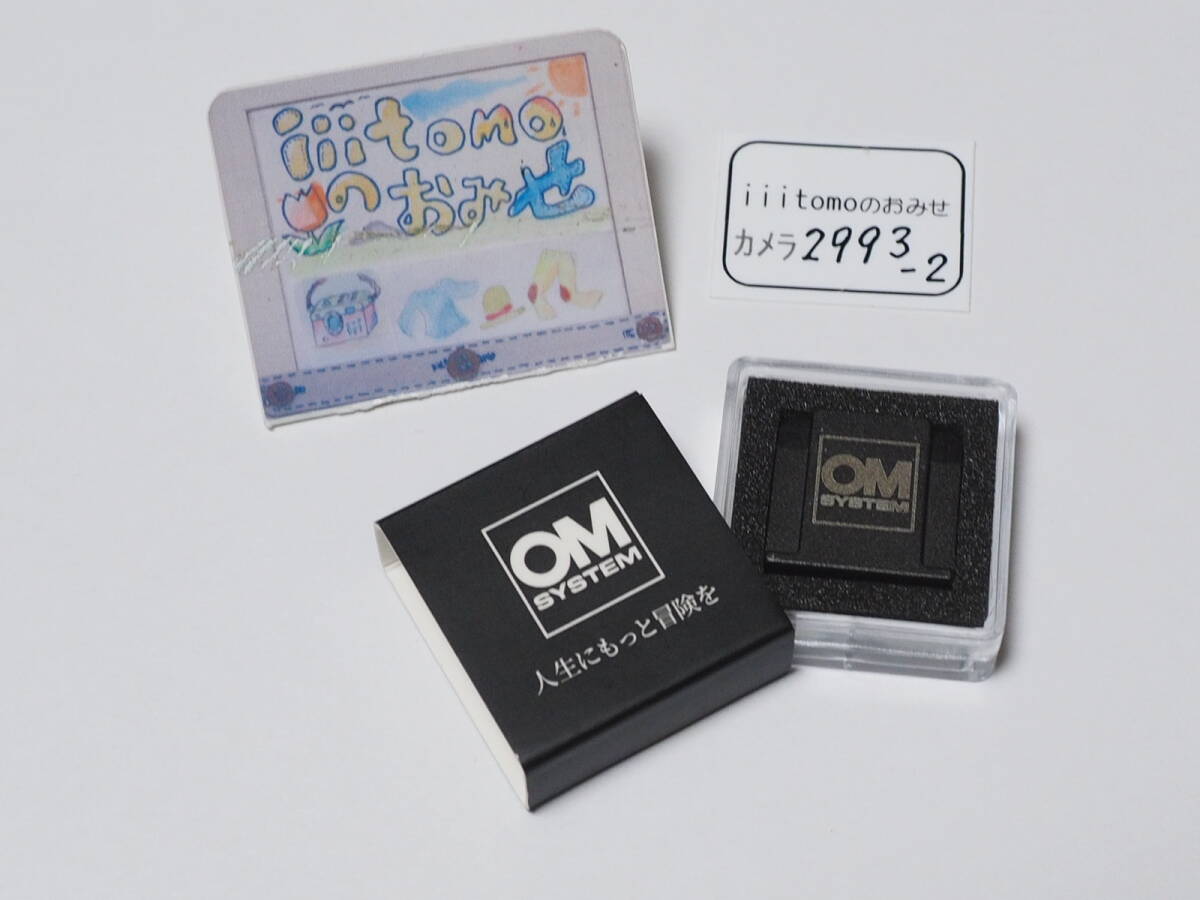 iiitomo
のおみせ
iiitomoのおみせ
カメラ2993-2
OM
SYSTEM
人生にもっと冒険を
OM
SYSTEM